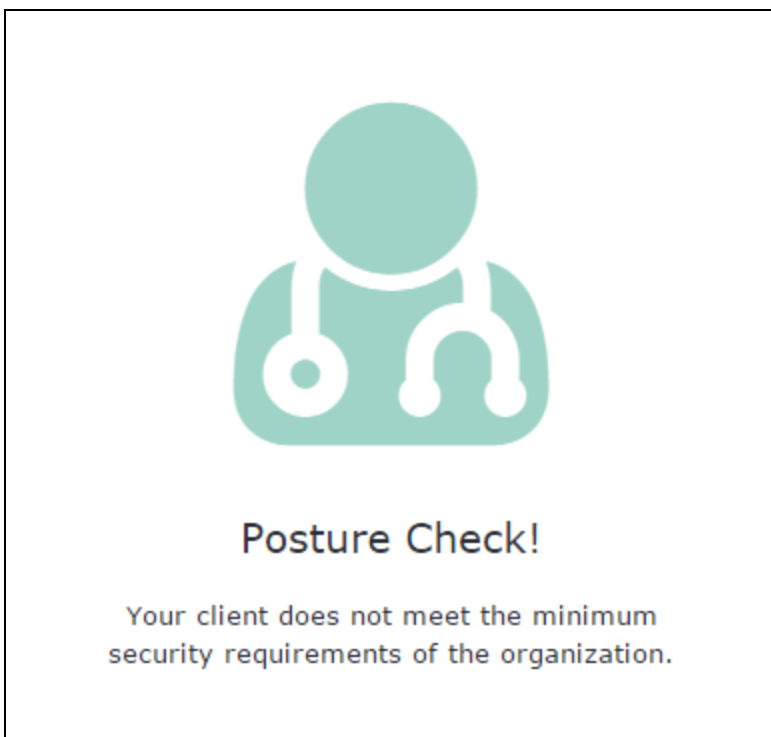 Posture Check!
Your client does not meet the minimum
security requirements of the organization.